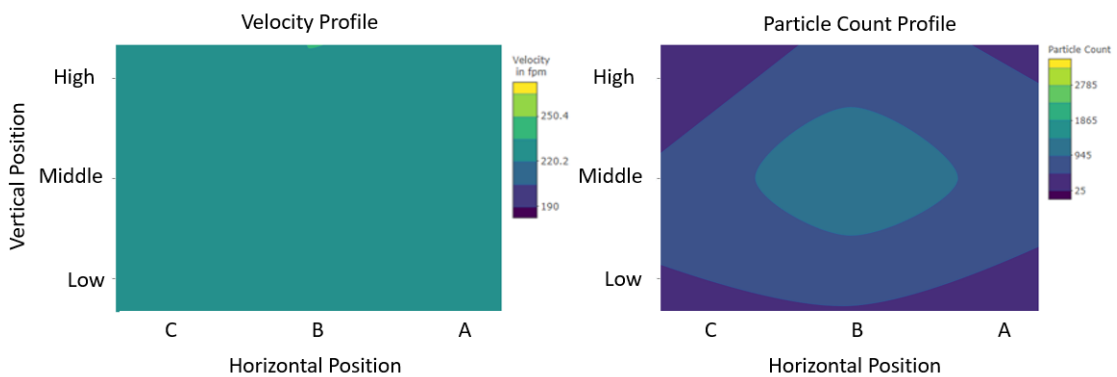 Velocity Profile
Vertical Position
High
Middle
Low
C
B
A
Horizontal Position
Velocity
in fpm
250.4
220.2
190
Particle Count Profile
High
Middle
Low
C
B
A
Horizontal Position
Particle Count
2785
1865
945
25